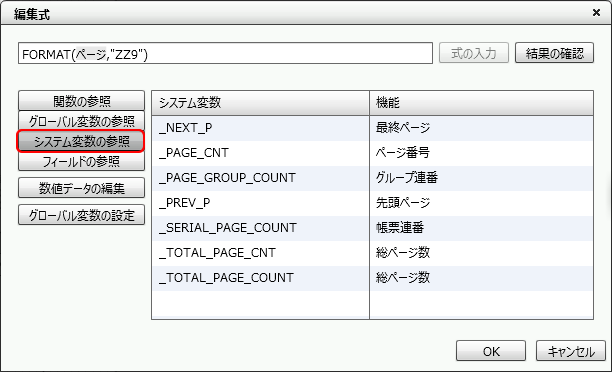 編集式
FORMAT(ページ,"ZZ9")
式の入力
結果の確認
関数の参照
グローバル変数の参照
システム変数の参照
フィールドの参照
数値データの編集
グローバル変数の設定
システム変数 機能
_NEXT_P 最終ページ
_PAGE_CNT ページ番号
_PAGE_GROUP_COUNT グループ連番
_PREV_P 先頭ページ
_SERIAL_PAGE_COUNT 帳票連番
_TOTAL_PAGE_CNT 総ページ数
_TOTAL_PAGE_COUNT 総ページ数
OK
キャンセル